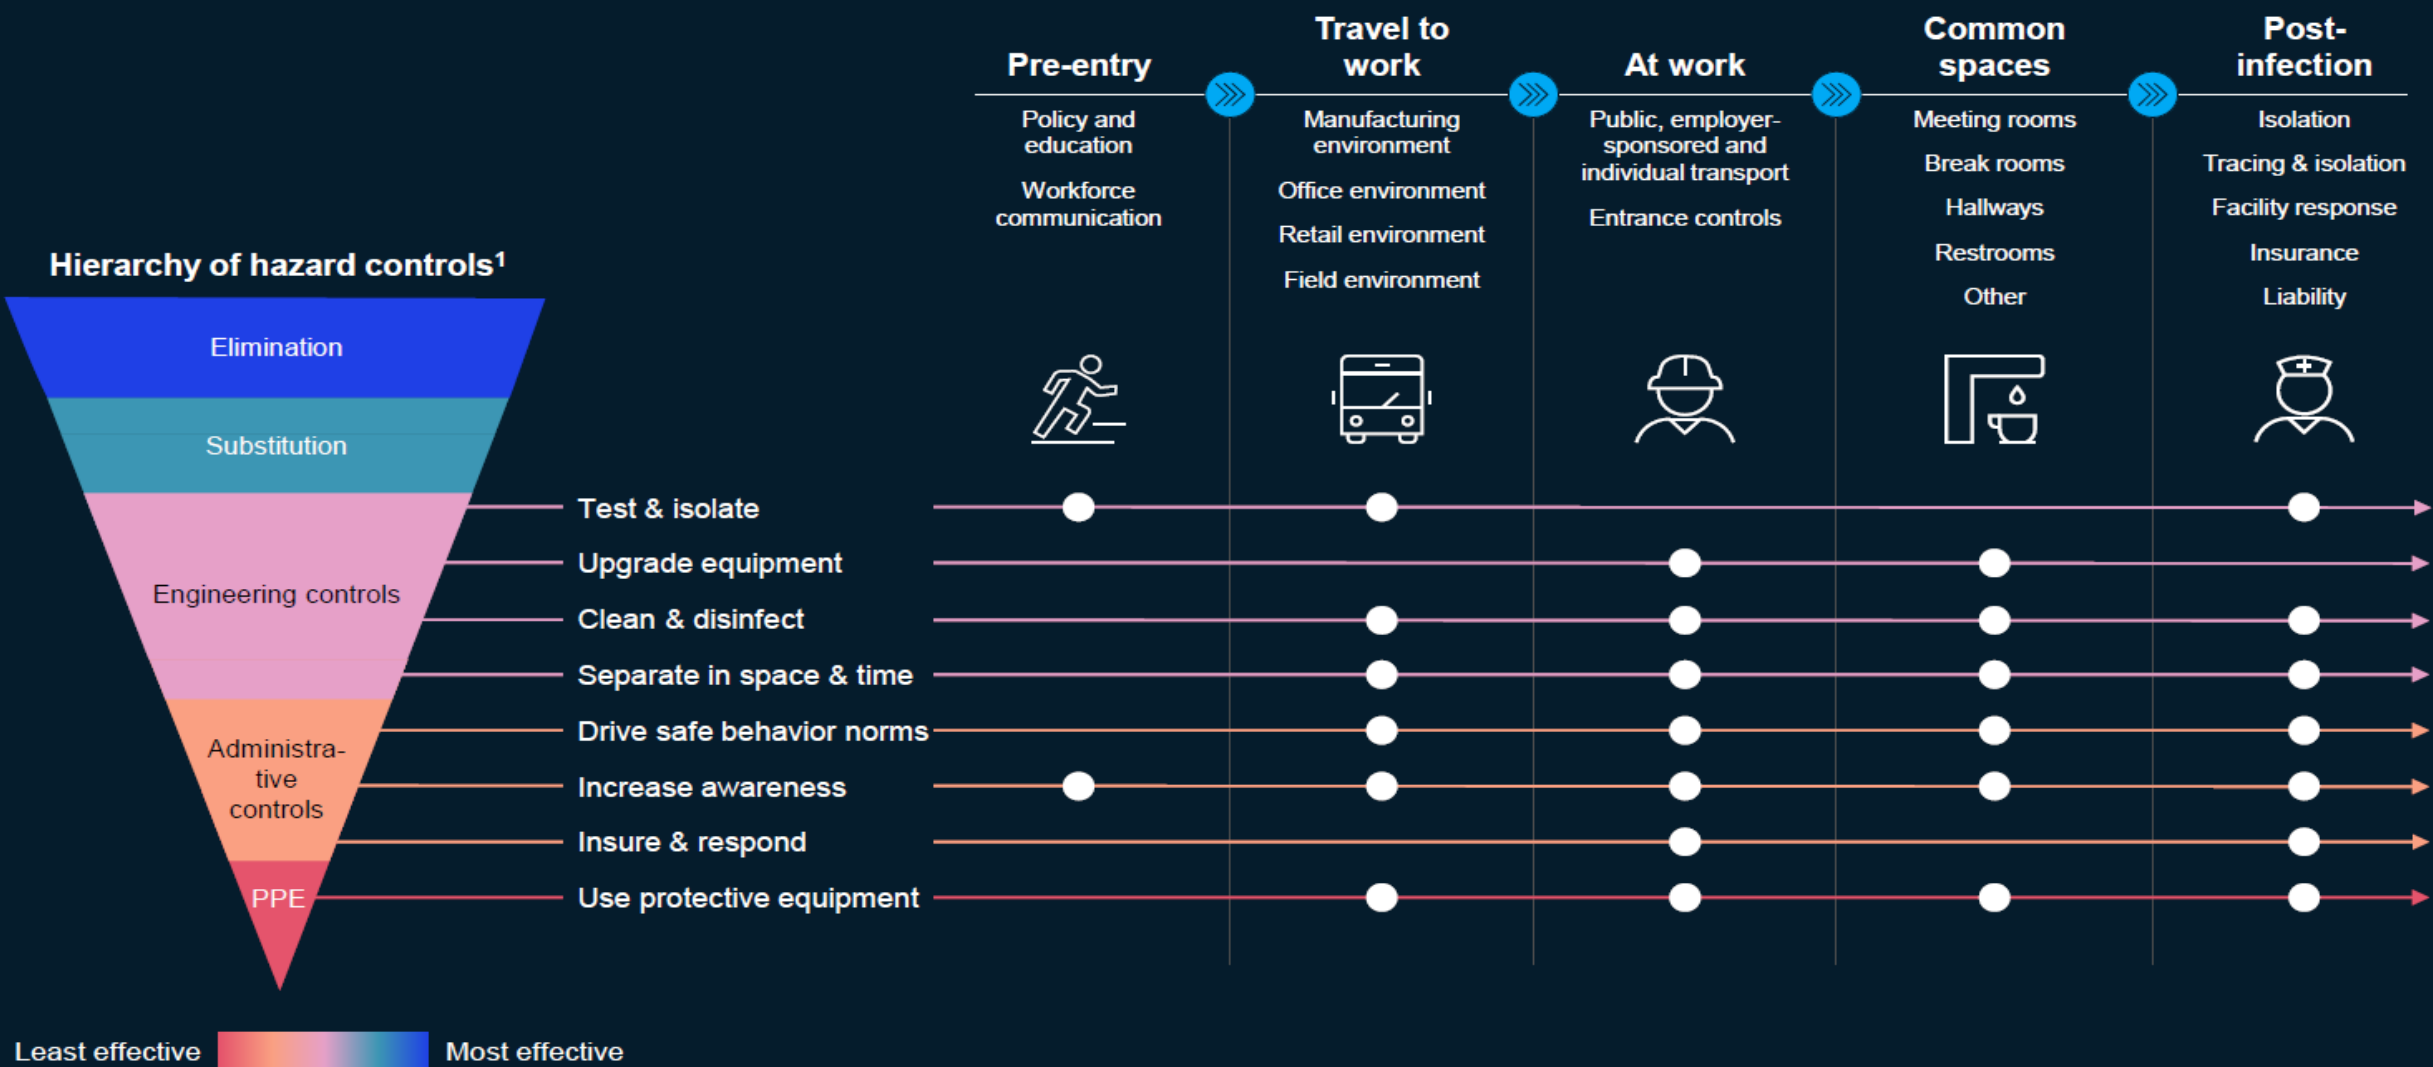 Pre-entry
Policy and
education
Workforce
communication
Travel to
work
Manufacturing
environment
Office environment
Retail environment
Field environment
At work
Public, employer-
sponsored and
individual transport
Entrance controls
Common
spaces
Meeting rooms
Break rooms
Hallways
Restrooms
Other
Post-
infection
Isolation
Tracing & isolation
Facility response
Insurance
Liability
Hierarchy of hazard controls¹
Elimination
Substitution
Engineering controls
Administra-
tive
controls
PPE
Test & isolate
Upgrade equipment
Clean & disinfect
Separate in space & time
Drive safe behavior norms
Increase awareness
Insure & respond
Use protective equipment
Least effective
Most effective